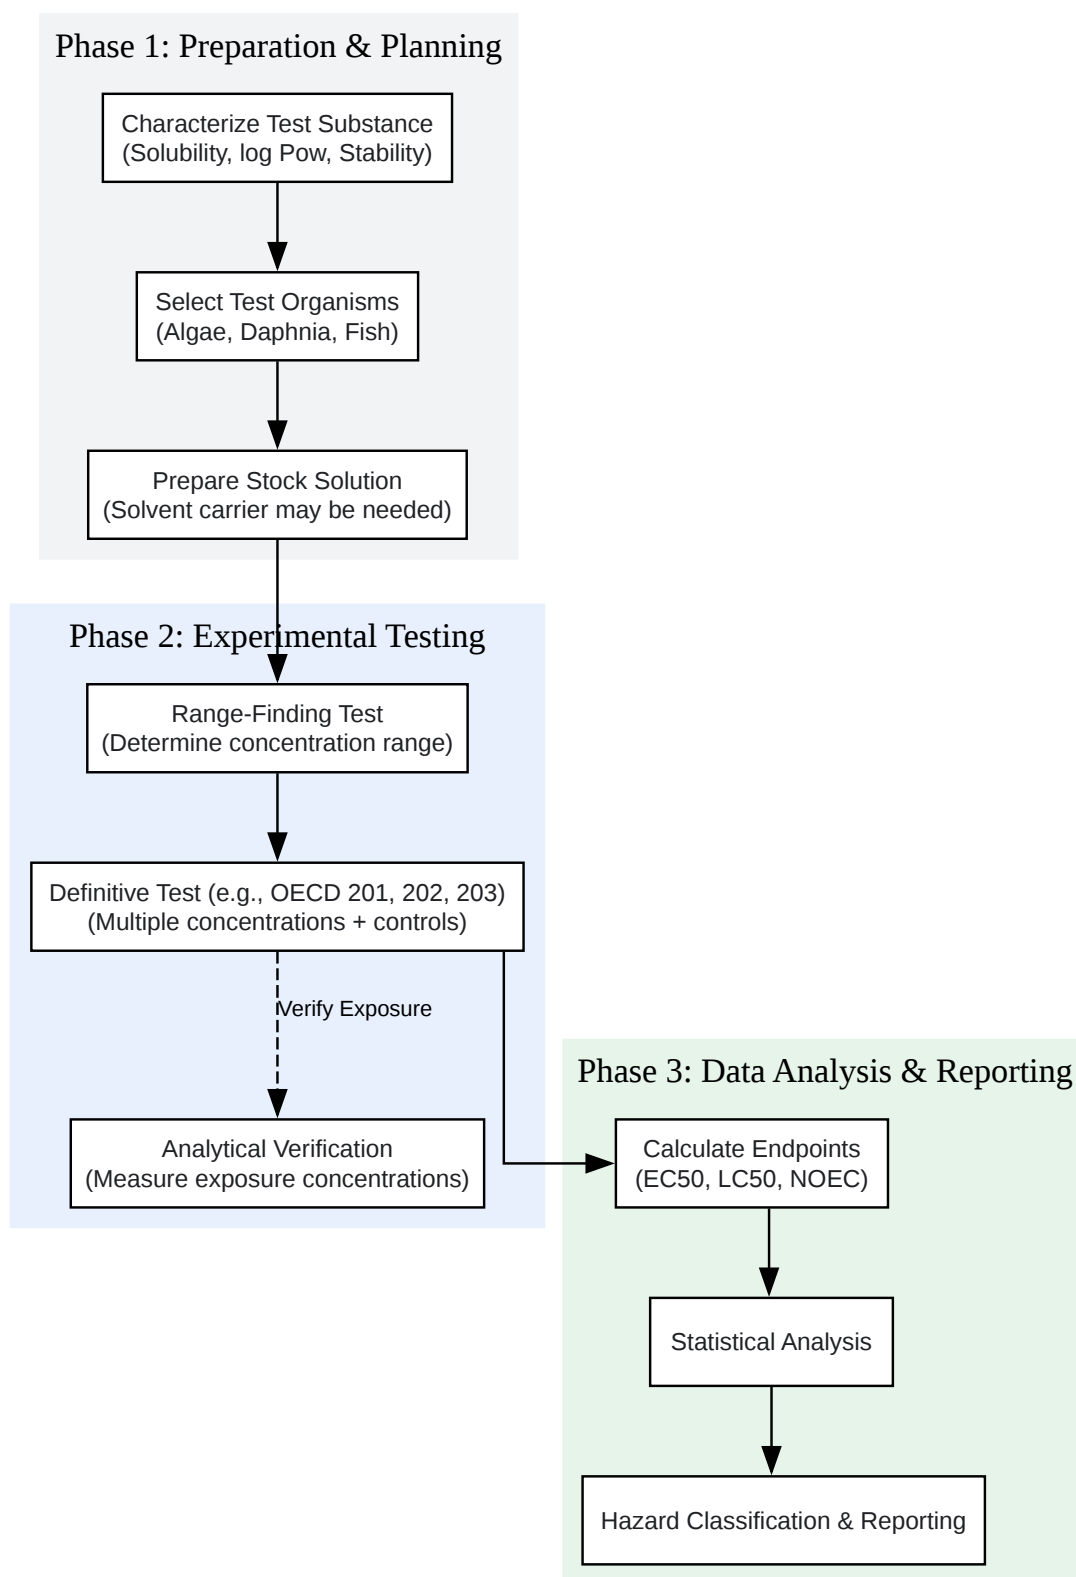 Phase 1: Preparation & Planning
Characterize Test Substance
(Solubility, log Pow, Stability)
Select Test Organisms
(Algae, Daphnia, Fish)
Prepare Stock Solution
(Solvent carrier may be needed)
Phase 2: Experimental Testing
Range-Finding Test
(Determine concentration range)
Definitive Test (e.g., OECD 201, 202, 203)
(Multiple concentrations + controls)
Verify Exposure
Analytical Verification
(Measure exposure concentrations)
Phase 3: Data Analysis & Reporting
Calculate Endpoints
(EC50, LC50, NOEC)
Statistical Analysis
Hazard Classification & Reporting